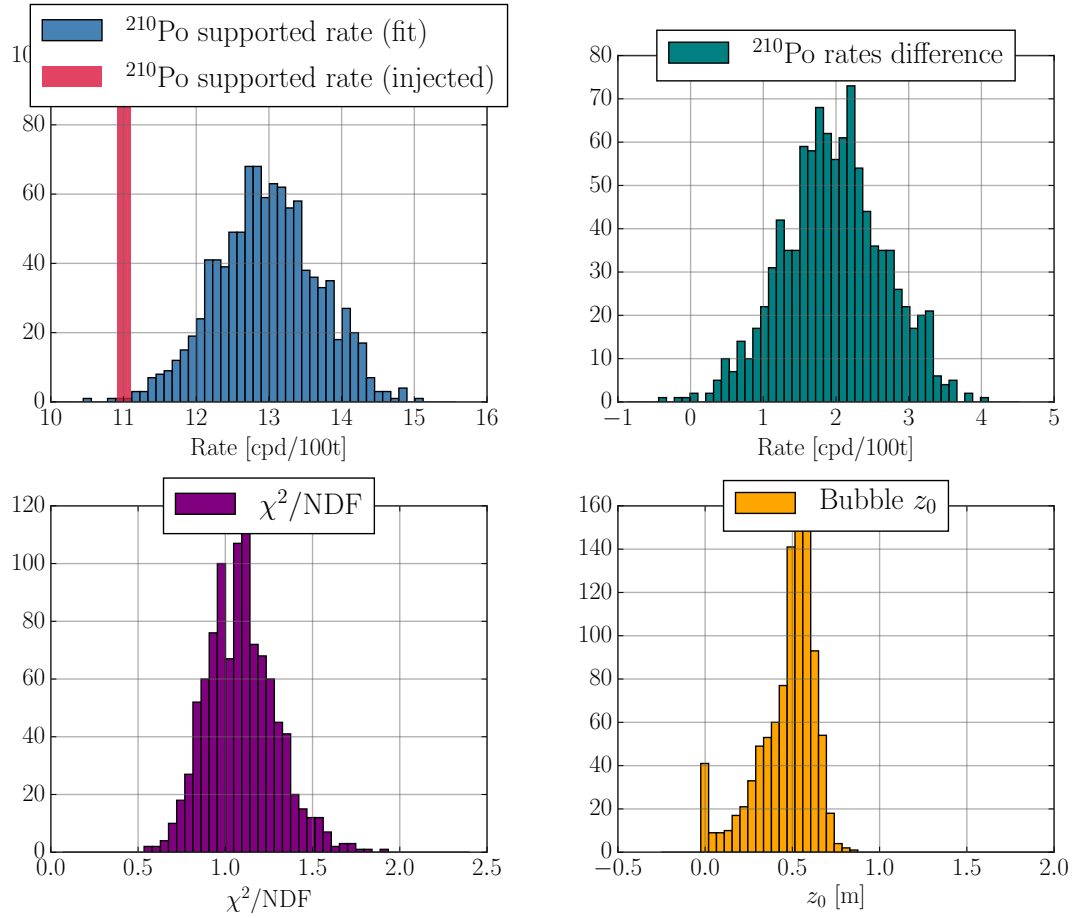 ²¹⁰Po supported rate (fit)
²¹⁰Po supported rate (injected)
80
60
40
20
0
10 11 12 13 14 15 16
Rate [cpd/100t]
²¹⁰Po rates difference
80
70
60
50
40
30
20
10
0
−1 0 1 2 3 4 5
Rate [cpd/100t]
χ²/NDF
120
100
80
60
40
20
0
0.0 0.5 1.0 1.5 2.0 2.5
χ²/NDF
Bubble z₀
160
140
120
100
80
60
40
20
0
−0.5 0.0 0.5 1.0 1.5 2.0
z₀ [m]